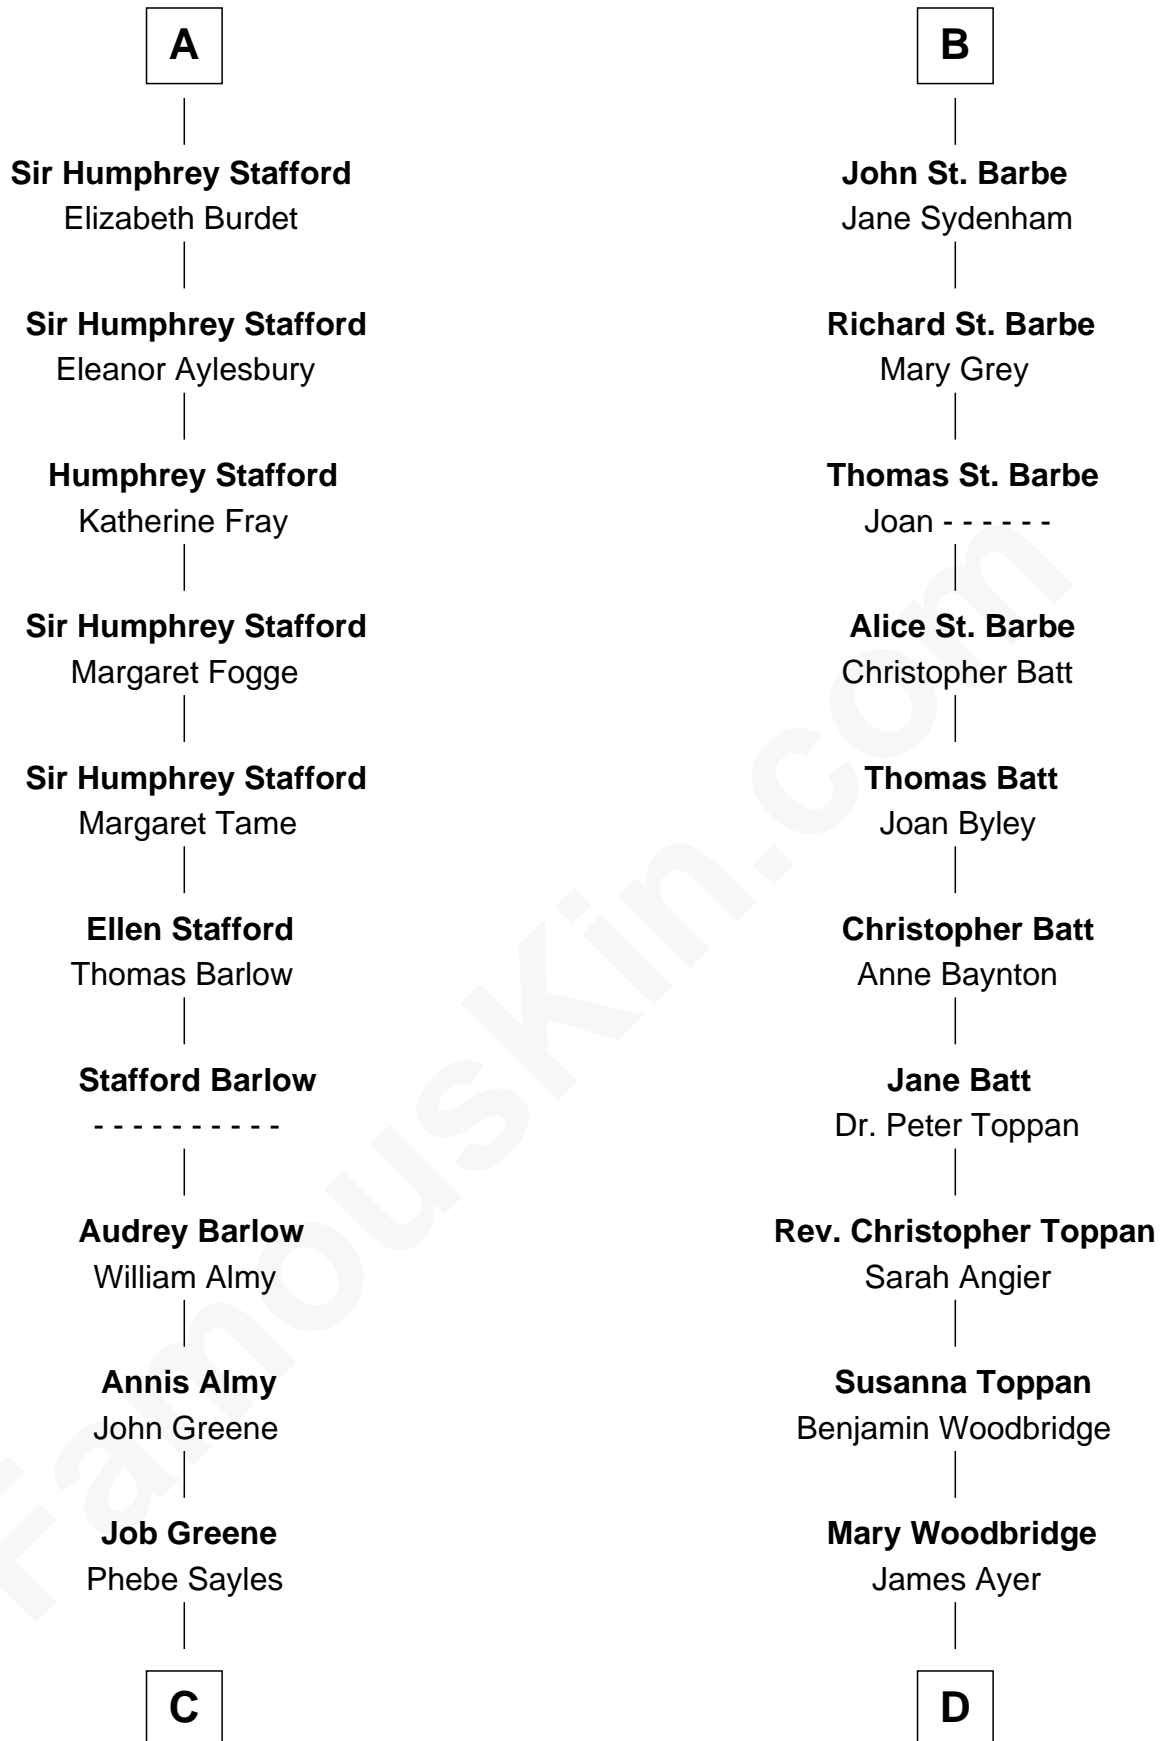 A
Sir Humphrey Stafford
Elizabeth Burdet
Sir Humphrey Stafford
Eleanor Aylesbury
Humphrey Stafford
Katherine Fray
Sir Humphrey Stafford
Margaret Fogge
Sir Humphrey Stafford
Margaret Tame
Ellen Stafford
Thomas Barlow
Stafford Barlow
- - - - - - - - - -
Audrey Barlow
William Almy
Annis Almy
John Greene
Job Greene
Phebe Sayles
C
B
John St. Barbe
Jane Sydenham
Richard St. Barbe
Mary Grey
Thomas St. Barbe
Joan - - - - - -
Alice St. Barbe
Christopher Batt
Thomas Batt
Joan Byley
Christopher Batt
Anne Baynton
Jane Batt
Dr. Peter Toppan
Rev. Christopher Toppan
Sarah Angier
Susanna Toppan
Benjamin Woodbridge
Mary Woodbridge
James Ayer
D
FamousKin.com